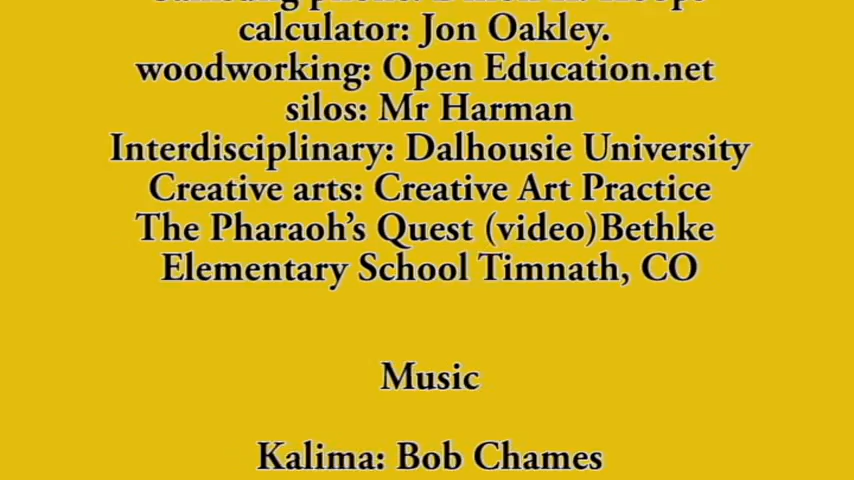 calculator: Jon Oakley.
woodworking: Open Education.net
silos: Mr Harman
Interdisciplinary: Dalhousie University
Creative arts: Creative Art Practice
The Pharaoh’s Quest (video)Bethke
Elementary School Timnath, CO
Music
Kalima: Bob Chames